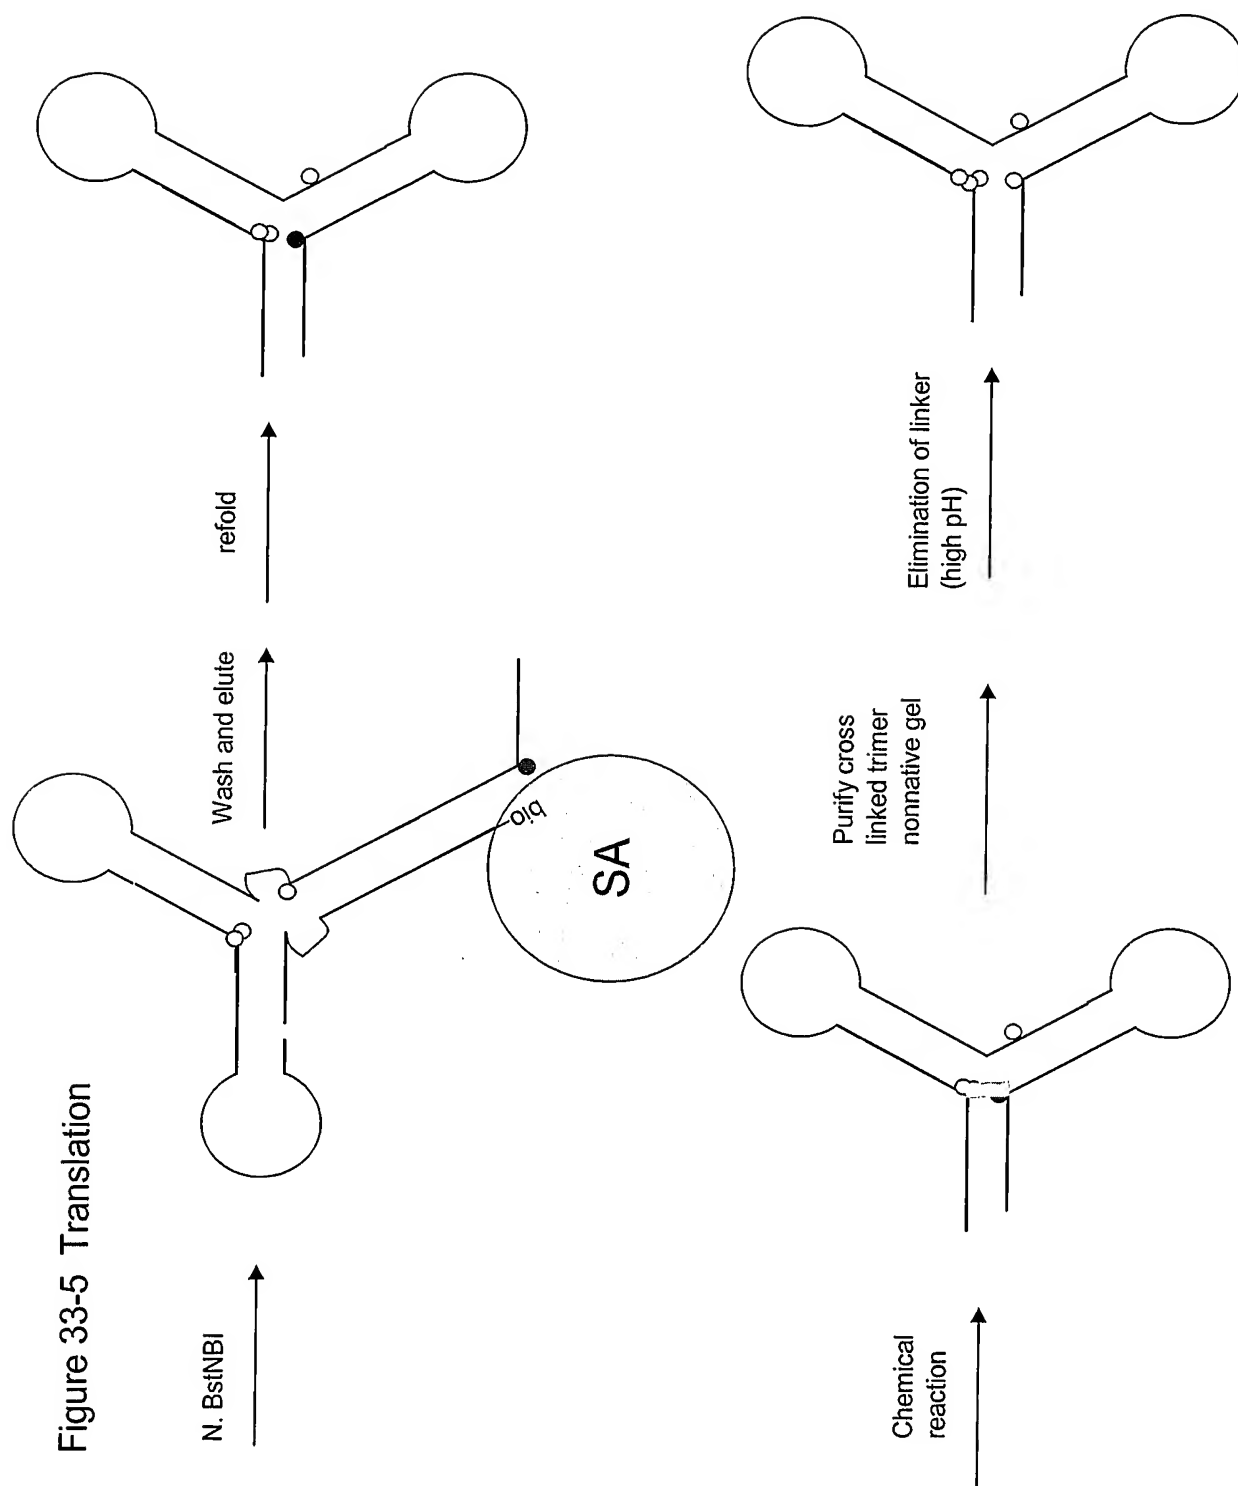 Figure 33-5 Translation
N. BstNBI
Wash and elute
refold
bio
SA
Chemical
reaction
Purify cross
linked trimer
nonnative gel
Elimination of linker
(high pH)